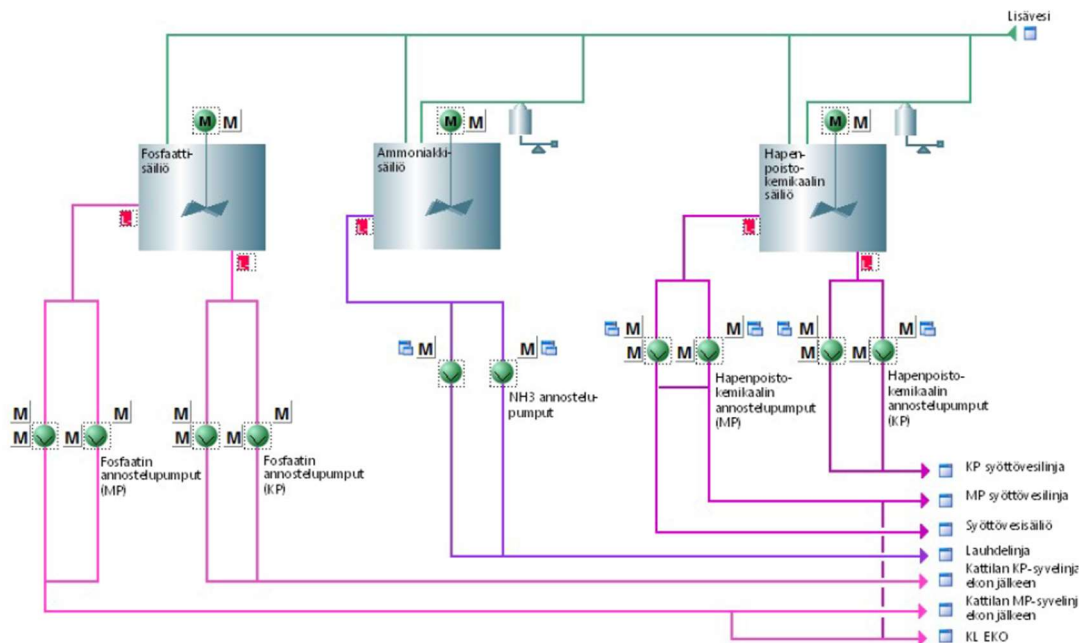 Lisävesi
M
M
Fosfaatti-
säiliö
M
M
Ammoniakki-
säiliö
M
M
Hapen-
poisto-
kemikaalin
säiliö
L
L
L
L
L
M
M
M
M
M
M
M
M
M
M
Hapenpoisto-
kemikaalin
annostelupumput
(MP)
Hapenpoisto-
kemikaalin
annostelupumput
(KP)
NH3 annostelu-
pumput
M
M
M
M
M
M
M
M
Fosfaatin
annostelupumput
(MP)
Fosfaatin
annostelupumput
(KP)
KP syöttövesilinja
MP syöttövesilinja
Syöttövesisäiliö
Lauhdelinja
Kattilan KP-syvelinja
ekon jälkeen
Kattilan MP-syvelinj
ekon jälkeen
KL EKO